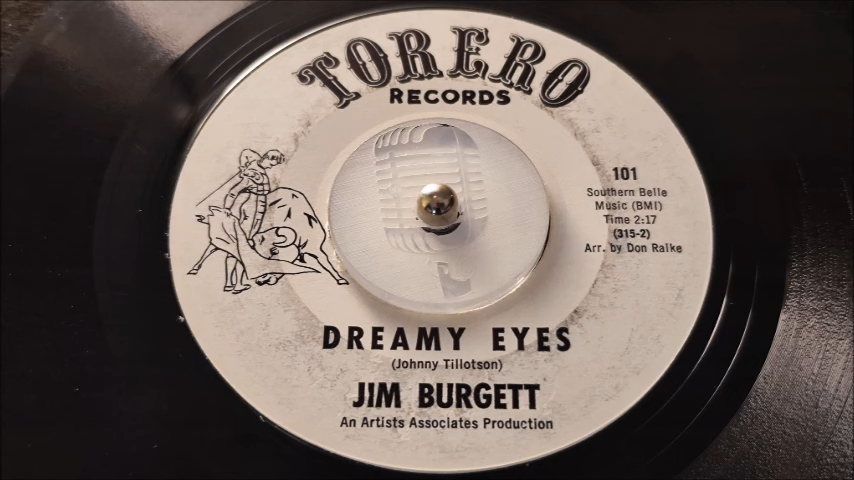 TORERO
RECORDS
101
Southern Belle
Music (BMI)
Time 2:17
(315-2)
Arr. by Don Ralke
DREAMY EYES
(Johnny Tillotson)
JIM BURGETT
An Artists Associates Production